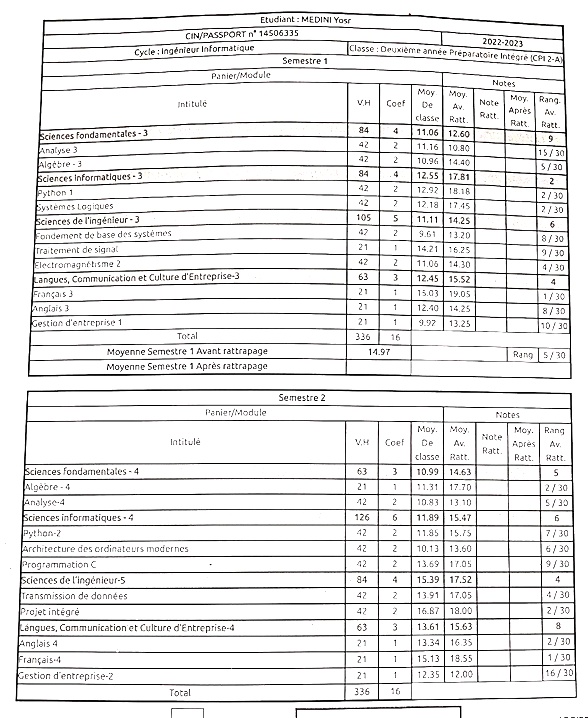 Etudiant : MEDINI Yosr
CIN/PASSPORT n° 14506335
2022-2023
Cycle : Ingénieur Informatique
Classe : Deuxième année Préparatoire Intégré (CPI 2-A)
Semestre 1
Panier/Module Notes
Intitulé V.H Coef Moy. De classe Moy. Av. Ratt. Note Ratt. Moy. Après Ratt. Rang. Av. Ratt.
Sciences fondamentales - 3 84 4 11.06 12.60 9
Analyse 3 42 2 11.16 10.80 15 / 30
Algèbre - 3 42 2 10.96 14.40 5 / 30
Sciences Informatiques - 3 84 4 12.55 17.81 2
Python 1 42 2 12.92 18.18 2 / 30
Systèmes Logiques 42 2 12.18 17.45 2 / 30
Sciences de l'ingénieur - 3 105 5 11.11 14.25 6
Fondement de base des systèmes 42 2 9.61 13.20 8 / 30
Traitement de signal 21 1 14.21 16.25 9 / 30
Electromagnétisme 2 42 2 11.06 14.30 4 / 30
Langues, Communication et Culture d'Entreprise-3 63 3 12.45 15.52 4
Français 3 21 1 15.03 19.05 1 / 30
Anglais 3 21 1 12.40 14.25 8 / 30
Gestion d'entreprise 1 21 1 9.92 13.25 10 / 30
Total 336 16
Moyenne Semestre 1 Avant rattrapage 14.97 Rang 5 / 30
Moyenne Semestre 1 Après rattrapage
Semestre 2
Panier/Module Notes
Intitulé V.H Coef Moy. De classe Moy. Av. Ratt. Note Ratt. Moy. Après Ratt. Rang Av. Ratt.
Sciences fondamentales - 4 63 3 10.99 14.63 5
Algèbre - 4 21 1 11.31 17.70 2 / 30
Analyse-4 42 2 10.83 13.10 5 / 30
Sciences informatiques - 4 126 6 11.89 15.47 6
Python-2 42 2 11.85 15.75 7 / 30
Architecture des ordinateurs modernes 42 2 10.13 13.60 6 / 30
Programmation C 42 2 13.69 17.05 9 / 30
Sciences de l'ingénieur-5 84 4 15.39 17.52 4
Transmission de données 42 2 13.91 17.05 4 / 30
Projet intégré 42 2 16.87 18.00 2 / 30
Langues, Communication et Culture d'Entreprise-4 63 3 13.61 15.63 8
Anglais 4 21 1 13.34 16.35 2 / 30
Français-4 21 1 15.13 18.55 1 / 30
Gestion d'entreprise-2 21 1 12.35 12.00 16 / 30
Total 336 16